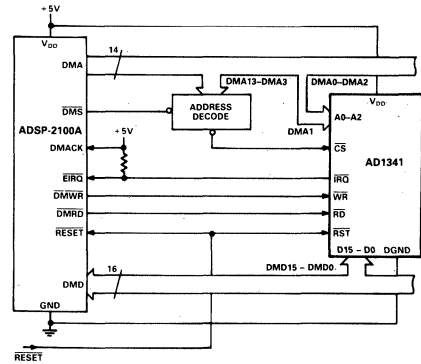 +5V
VDD
DMA
14
DMA13–DMA3
DMA0–DMA2
VDD
DMS
ADDRESS
DECODE
DMA1
A0–A2
ADSP-2100A
+5V
AD1341
DMACK
CS
EIRQ
IRQ
DMWR
WR
DMRD
RD
RESET
RST
D15 – D0
DGND
DMD15 – DMD0
16
DMD
GND
RESET